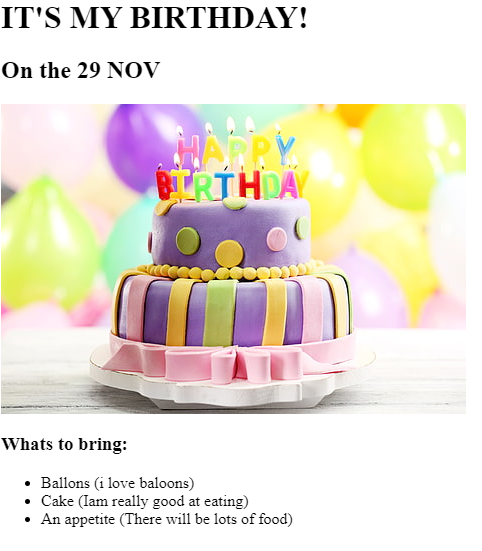 IT'S MY BIRTHDAY!
On the 29 NOV
HAPPY
BIRTHDAY
Whats to bring:
Ballons (i love baloons)
Cake (Iam really good at eating)
An appetite (There will be lots of food)